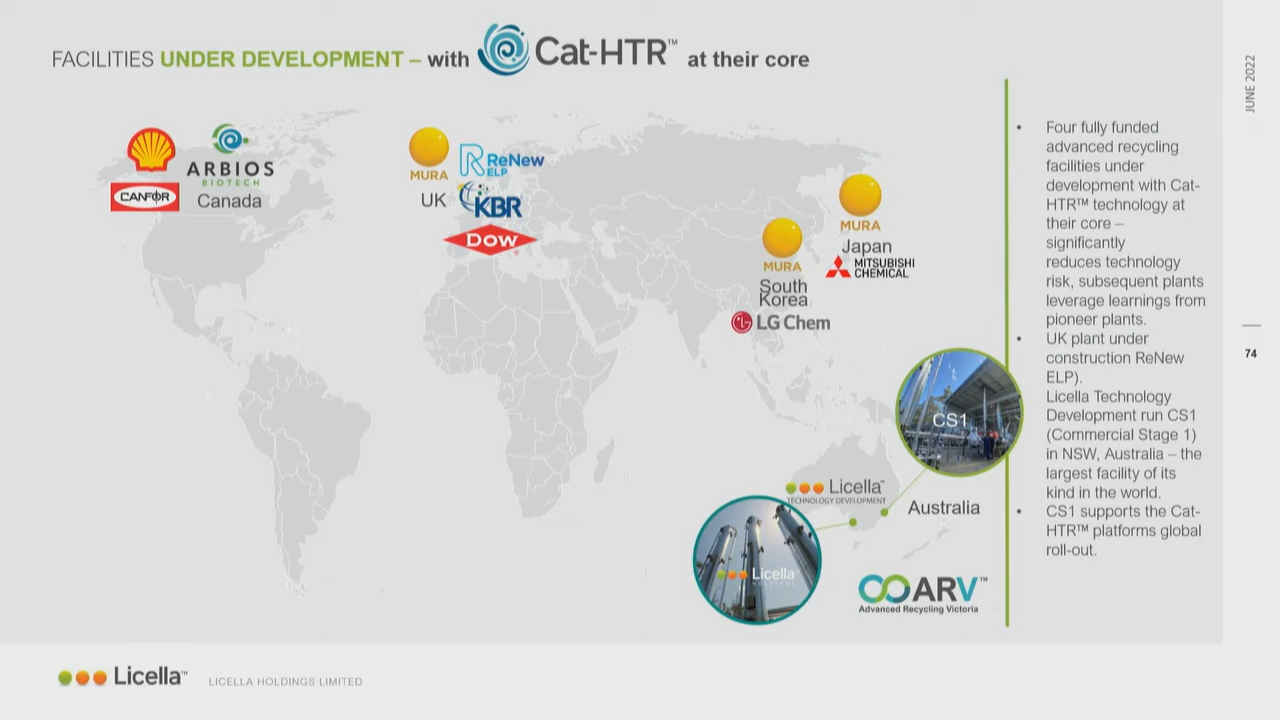 FACILITIES UNDER DEVELOPMENT – with Cat-HTR™ at their core
JUNE 2022
74
ARBIOS
BIOTECH
CANFOR
Canada
MURA
UK
ReNew
ELP
KBR
DOW
MURA
Japan
MITSUBISHI
CHEMICAL
MURA
South
Korea
LG
LG Chem
CS1
Licella™
TECHNOLOGY DEVELOPMENT
Australia
Licella
ARV™
Advanced Recycling Victoria
• Four fully funded
advanced recycling
facilities under
development with Cat-
HTR™ technology at
their core –
significantly
reduces technology
risk, subsequent plants
leverage learnings from
pioneer plants.
• UK plant under
construction ReNew
ELP).
Licella Technology
Development run CS1
(Commercial Stage 1)
in NSW, Australia – the
largest facility of its
kind in the world.
• CS1 supports the Cat-
HTR™ platforms global
roll-out.
Licella™
LICELLA HOLDINGS LIMITED